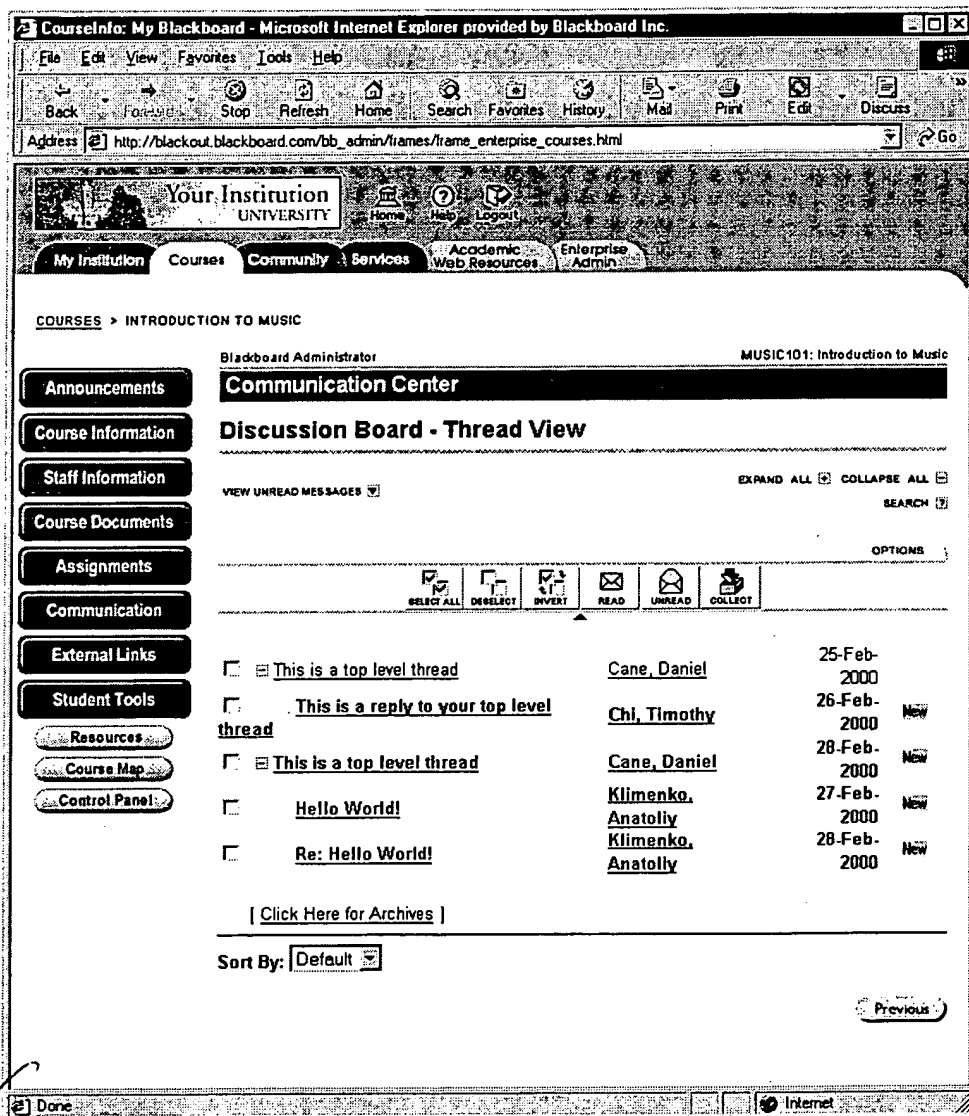 CourseInfo: My Blackboard - Microsoft Internet Explorer provided by Blackboard Inc.
File Edit View Favorites Tools Help
Back Forward Stop Refresh Home Search Favorites History Mail Print Edit Discuss »
Address http://blackout.blackboard.com/bb_admin/frames/frame_enterprise_courses.html Go
Your Institution
UNIVERSITY
Home Help Logout
My Institution Courses Community Services Academic Web Resources Enterprise Admin
COURSES > INTRODUCTION TO MUSIC
Blackboard Administrator MUSIC101: Introduction to Music
Announcements
Communication Center
Course Information
Discussion Board - Thread View
Staff Information
VIEW UNREAD MESSAGES
EXPAND ALL COLLAPSE ALL
SEARCH
Course Documents
OPTIONS
Assignments
SELECT ALL DESELECT INVERT READ UNREAD COLLECT
Communication
External Links
Student Tools
Resources
Course Map
Control Panel
This is a top level thread Cane, Daniel 25-Feb-
2000
This is a reply to your top level
thread Chi, Timothy 26-Feb-
2000 New
This is a top level thread Cane, Daniel 28-Feb-
2000 New
Hello World! Klimenko,
Anatoliy 27-Feb-
2000 New
Re: Hello World! Klimenko,
Anatoliy 28-Feb-
2000 New
[ Click Here for Archives ]
Sort By: Default
Previous
Done Internet